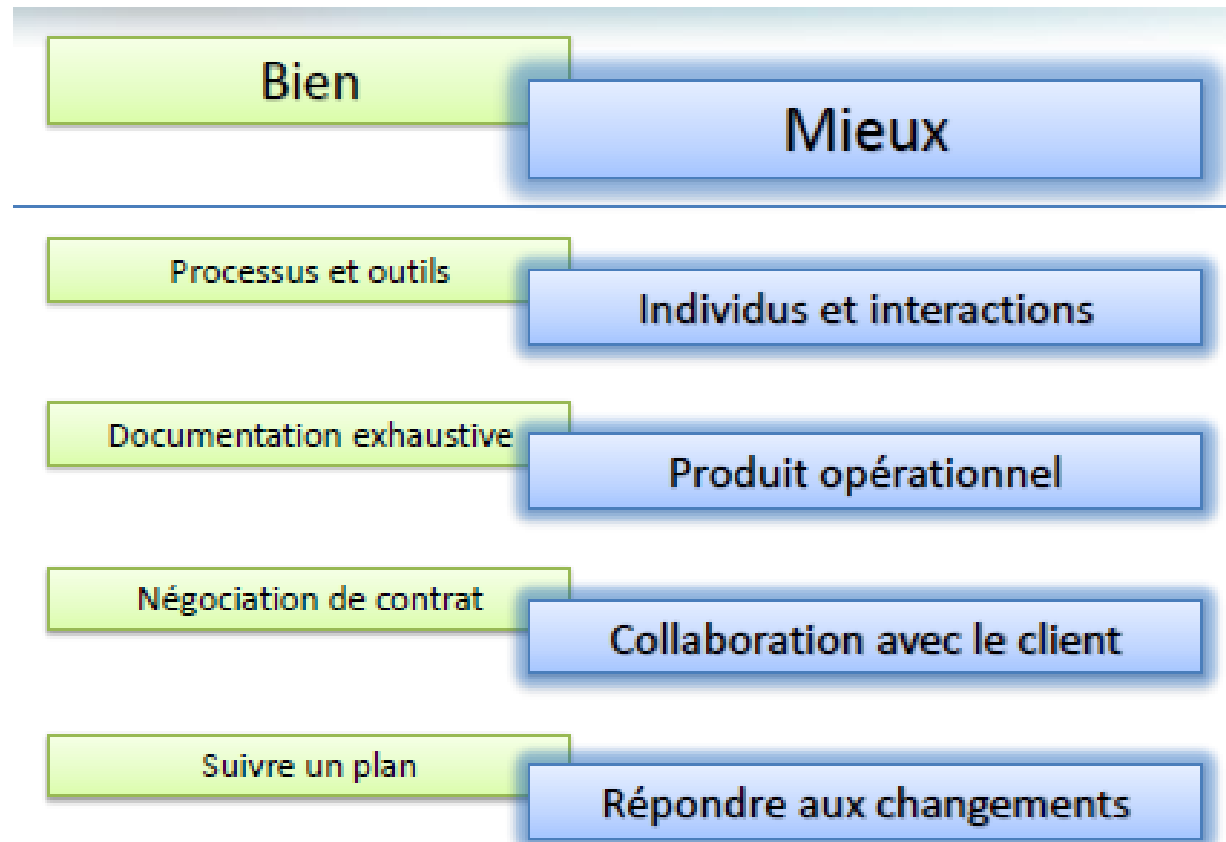 Bien
Mieux
Processus et outils
Individus et interactions
Documentation exhaustive
Produit opérationnel
Négociation de contrat
Collaboration avec le client
Suivre un plan
Répondre aux changements